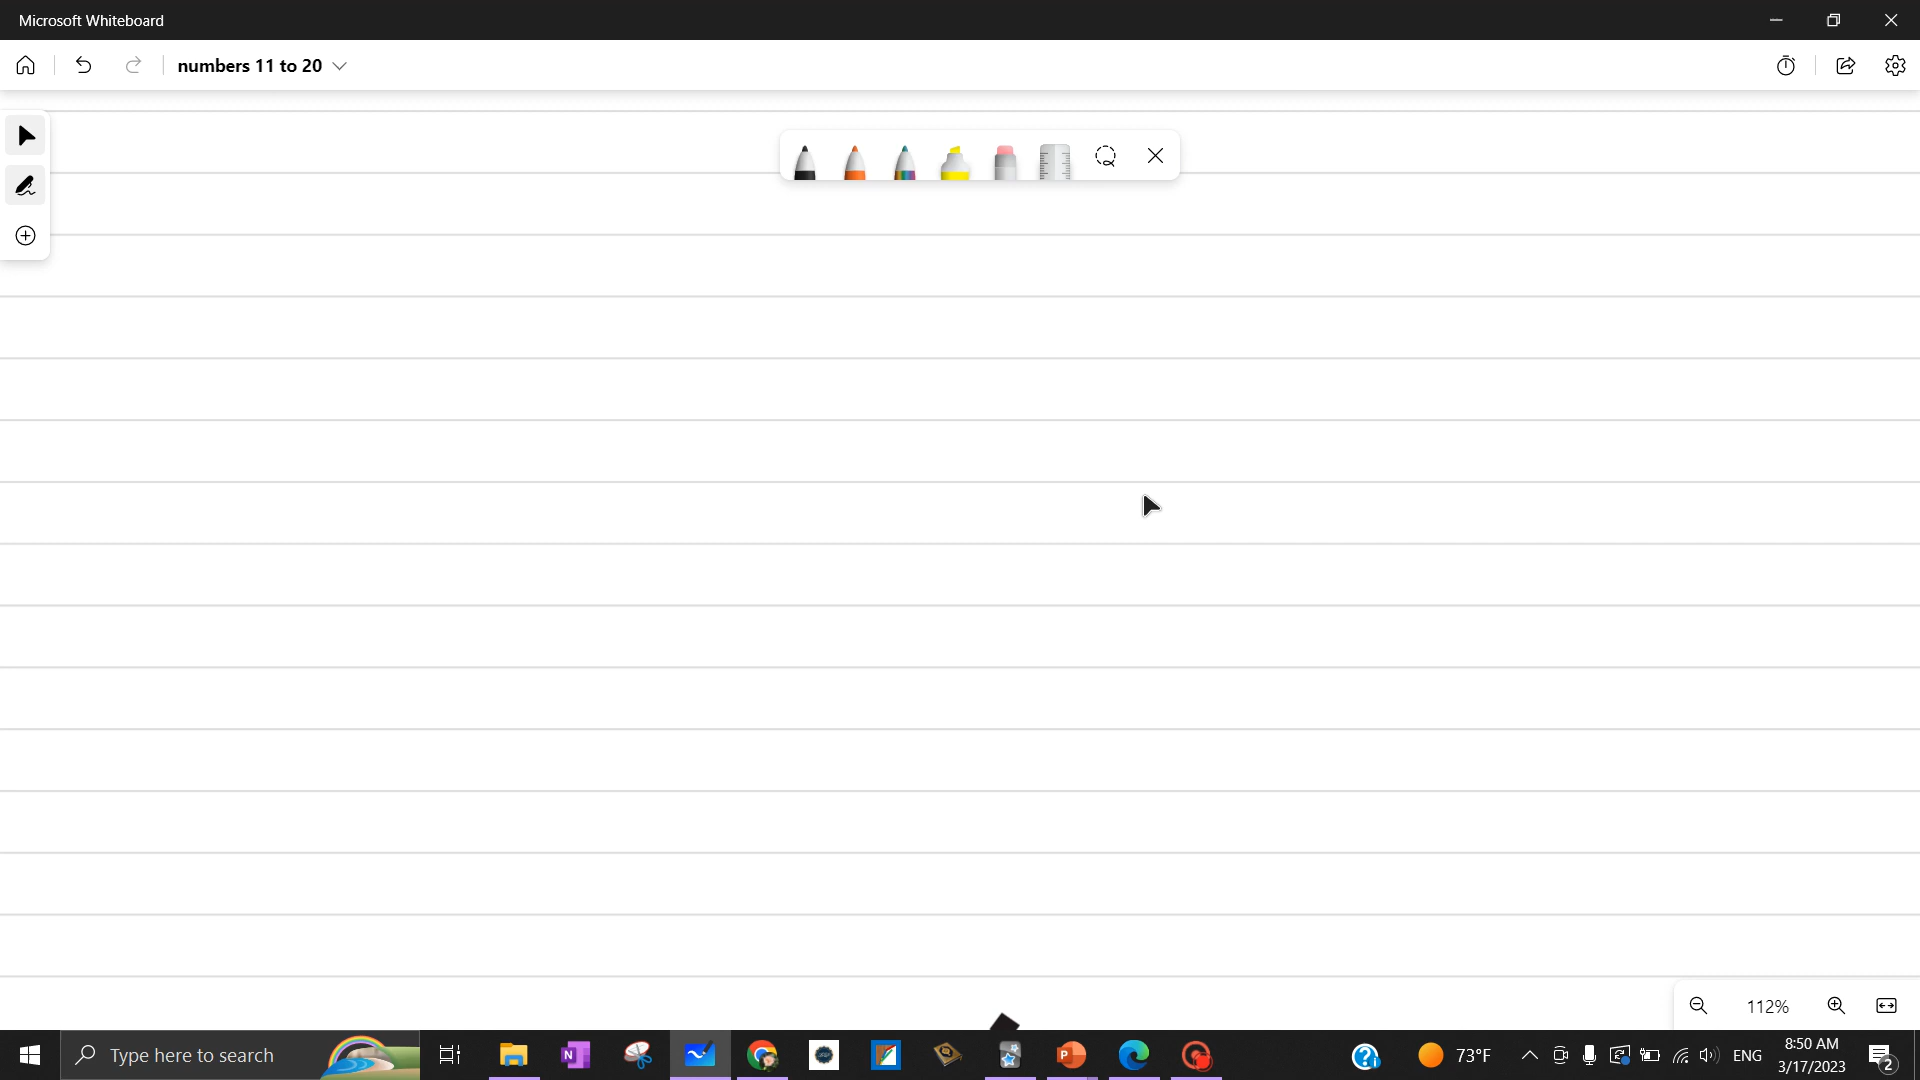 Microsoft Whiteboard
numbers 11 to 20
112%
Type here to search
73°F
ENG
8:50 AM
3/17/2023
2